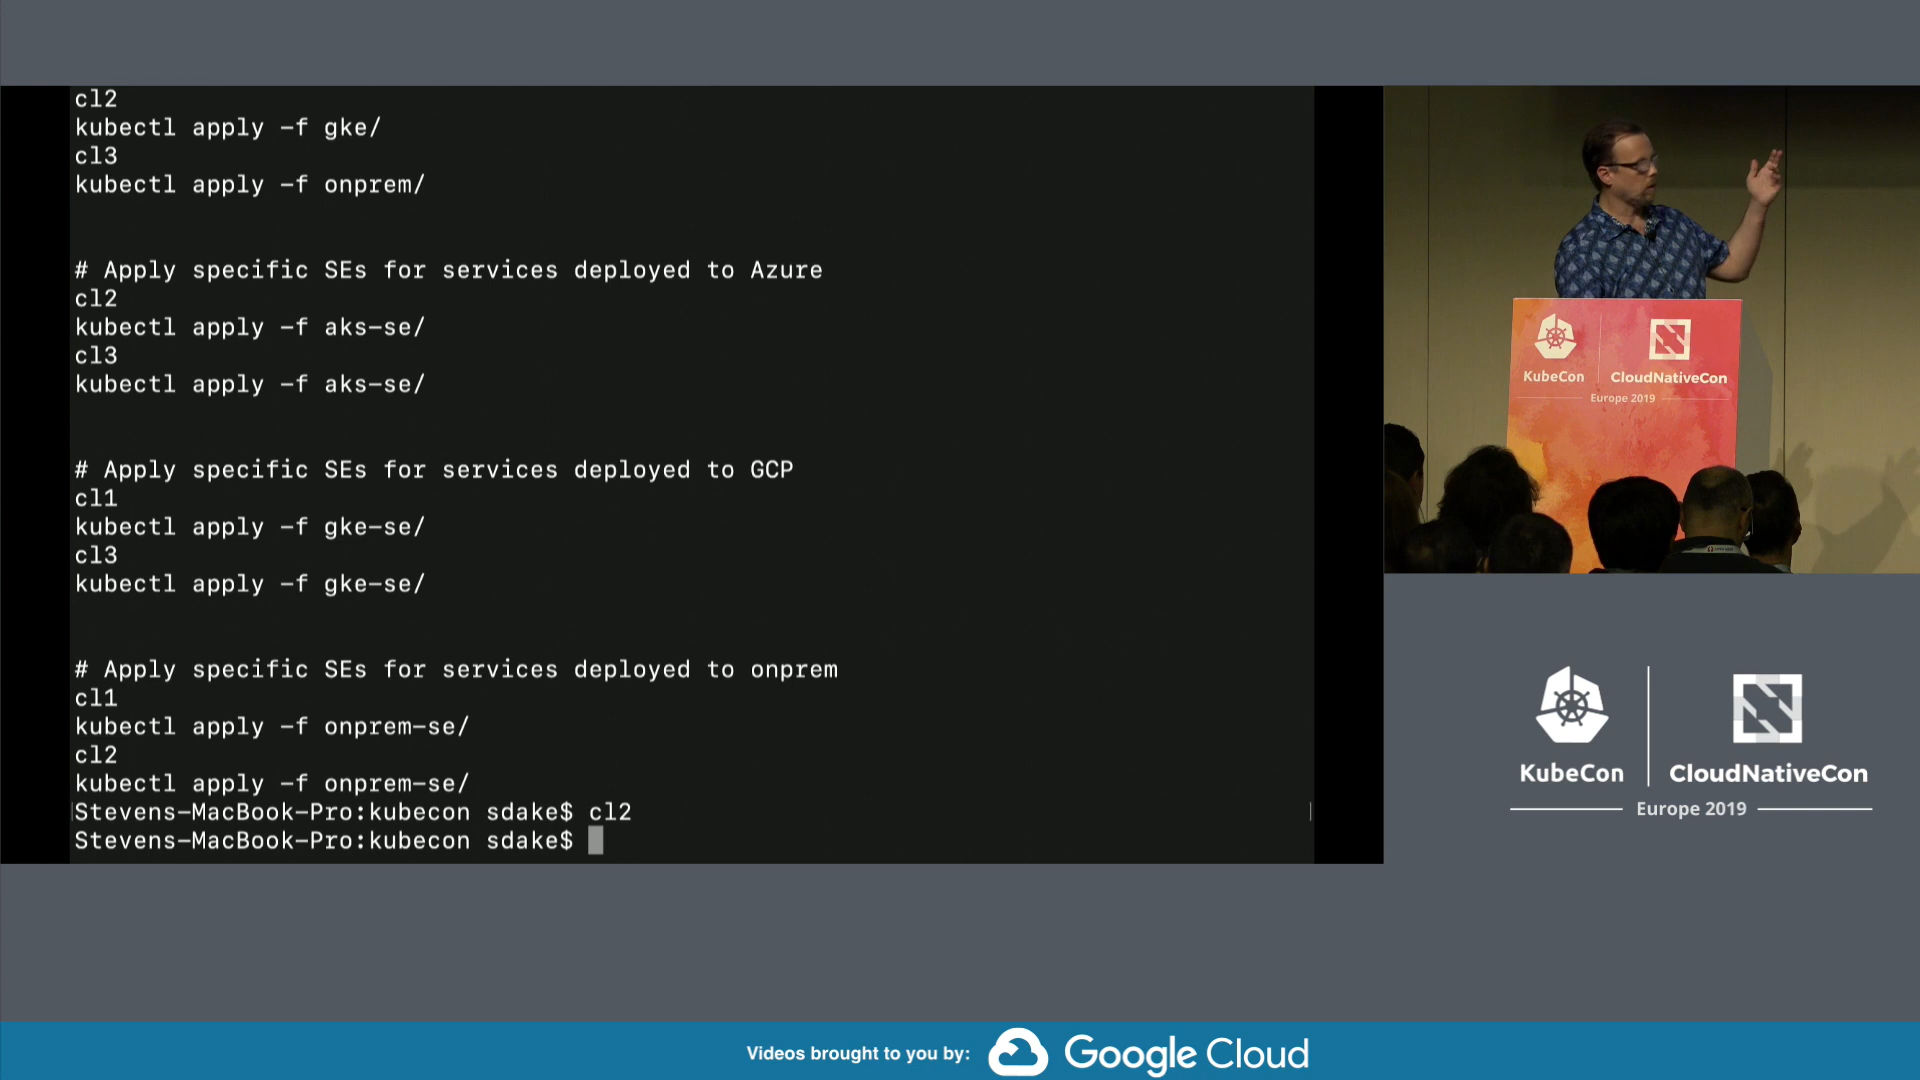 cl2
kubectl apply -f gke/
cl3
kubectl apply -f onprem/
# Apply specific SEs for services deployed to Azure
cl2
kubectl apply -f aks-se/
cl3
kubectl apply -f aks-se/
# Apply specific SEs for services deployed to GCP
cl1
kubectl apply -f gke-se/
cl3
kubectl apply -f gke-se/
# Apply specific SEs for services deployed to onprem
cl1
kubectl apply -f onprem-se/
cl2
kubectl apply -f onprem-se/
Stevens-MacBook-Pro:kubecon sdake$ cl2
Stevens-MacBook-Pro:kubecon sdake$
KubeCon
CloudNativeCon
Europe 2019
KubeCon
CloudNativeCon
Europe 2019
Videos brought to you by:
Google Cloud